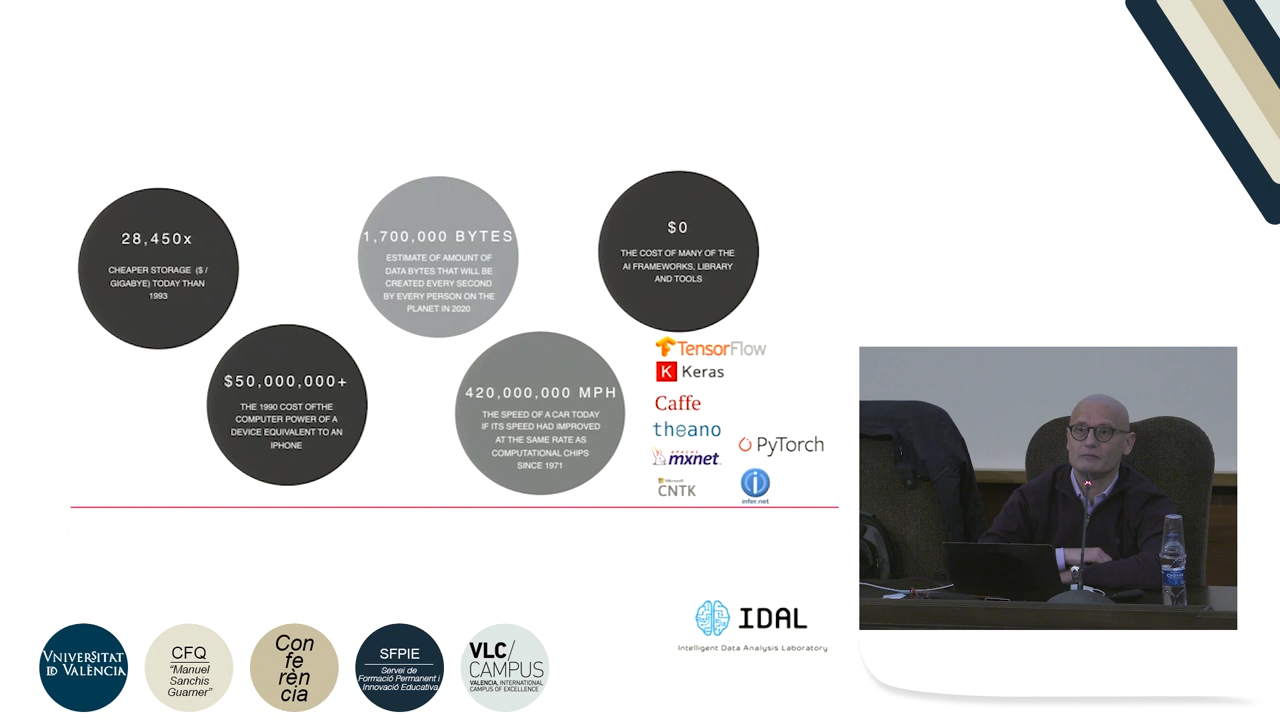 28,450x
CHEAPER STORAGE ($ /
GIGABYE) TODAY THAN
1993
$50,000,000+
THE 1990 COST OFTHE
COMPUTER POWER OF A
DEVICE EQUIVALENT TO AN
IPHONE
1,700,000 BYTES
ESTIMATE OF AMOUNT OF
DATA BYTES THAT WILL BE
CREATED EVERY SECOND
BY EVERY PERSON ON THE
PLANET IN 2020
420,000,000 MPH
THE SPEED OF A CAR TODAY
IF ITS SPEED HAD IMPROVED
AT THE SAME RATE AS
COMPUTATIONAL CHIPS
SINCE 1971
$0
THE COST OF MANY OF THE
AI FRAMEWORKS, LIBRARY
AND TOOLS
TensorFlow
K Keras
Caffe
theano
PyTorch
APACHE
mxnet
Microsoft
CNTK
infer.net
IDAL
Intelligent Data Analysis Laboratory
VNIVERSITAT
ID VALÈNCIA
CFQ
"Manuel
Sanchis
Guarner"
Con
fe
rèn
cia
SFPIE
Servei de
Formació Permanent i
Innovació Educativa
VLC/
CAMPUS
VALENCIA, INTERNATIONAL
CAMPUS OF EXCELLENCE